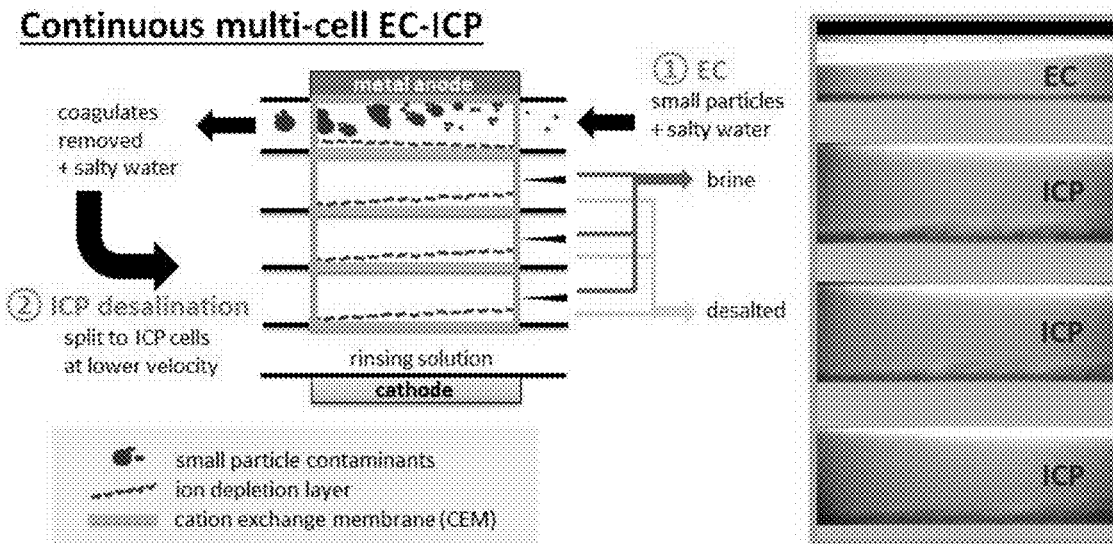 Continuous multi-cell EC-ICP
metal anode
① EC
small particles
+ salty water
coagulates
removed
+ salty water
brine
② ICP desalination
split to ICP cells
at lower velocity
desalted
rinsing solution
cathode
small particle contaminants
ion depletion layer
cation exchange membrane (CEM)
EC
ICP
ICP
ICP